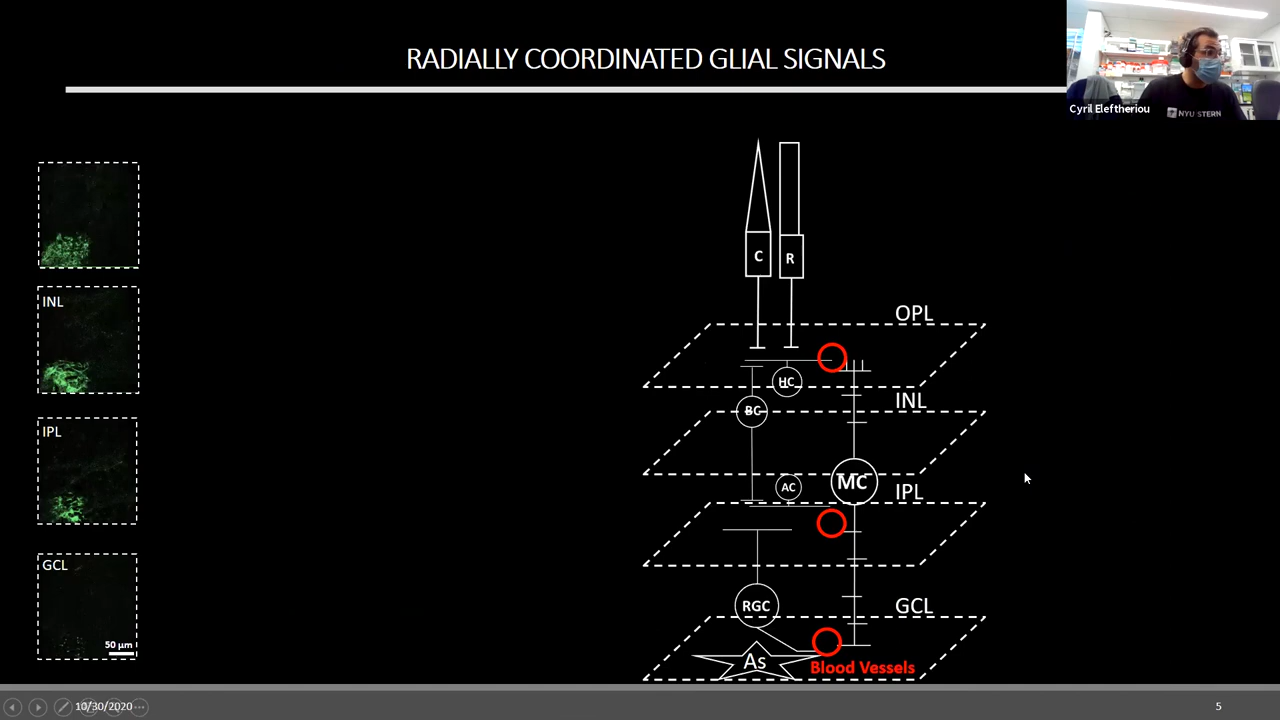 RADIALLY COORDINATED GLIAL SIGNALS
Cyril Eleftheriou
NYU STERN
INL
IPL
GCL
50 µm
C
R
OPL
HC
INL
BC
AC
MC
IPL
RGC
GCL
As
Blood Vessels
10/30/2020
5